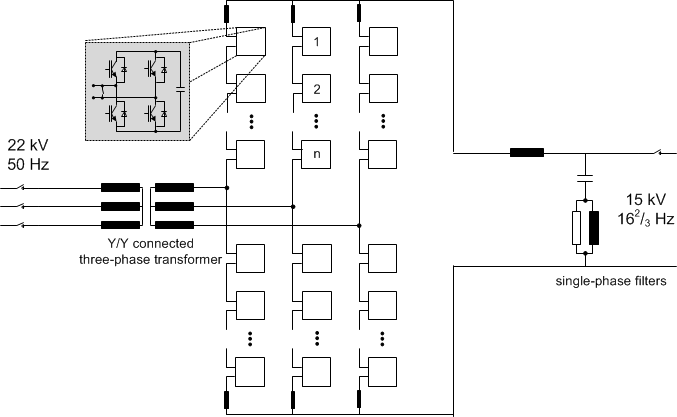 1
2
n
22 kV
50 Hz
Y/Y connected
three-phase transformer
15 kV
16²/₃ Hz
single-phase filters